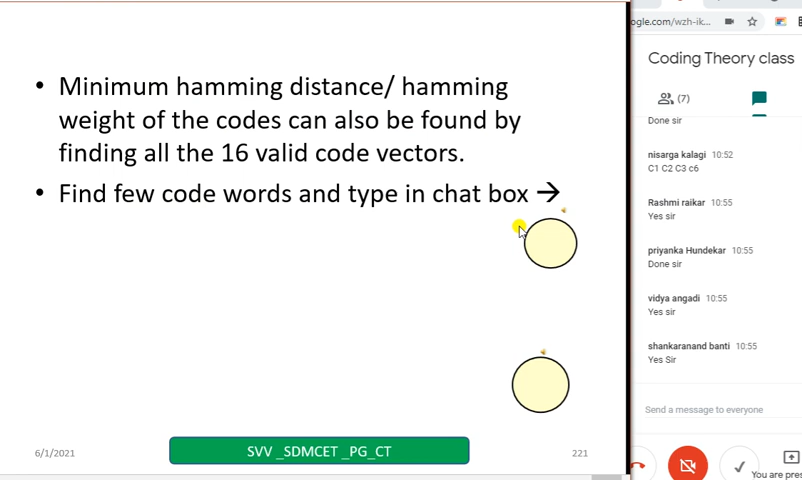 • Minimum hamming distance/ hamming
weight of the codes can also be found by
finding all the 16 valid code vectors.
• Find few code words and type in chat box →
6/1/2021
SVV _SDMCET _PG_CT
221
ogle.com/wzh-ik...
Coding Theory class
(7)
Done sir
nisarga kalagi 10:52
C1 C2 C3 c6
Rashmi raikar 10:55
Yes sir
priyanka Hundekar 10:55
Done sir
vidya angadi 10:55
Yes sir
shankaranand banti 10:55
Yes Sir
Send a message to everyone
You are pres